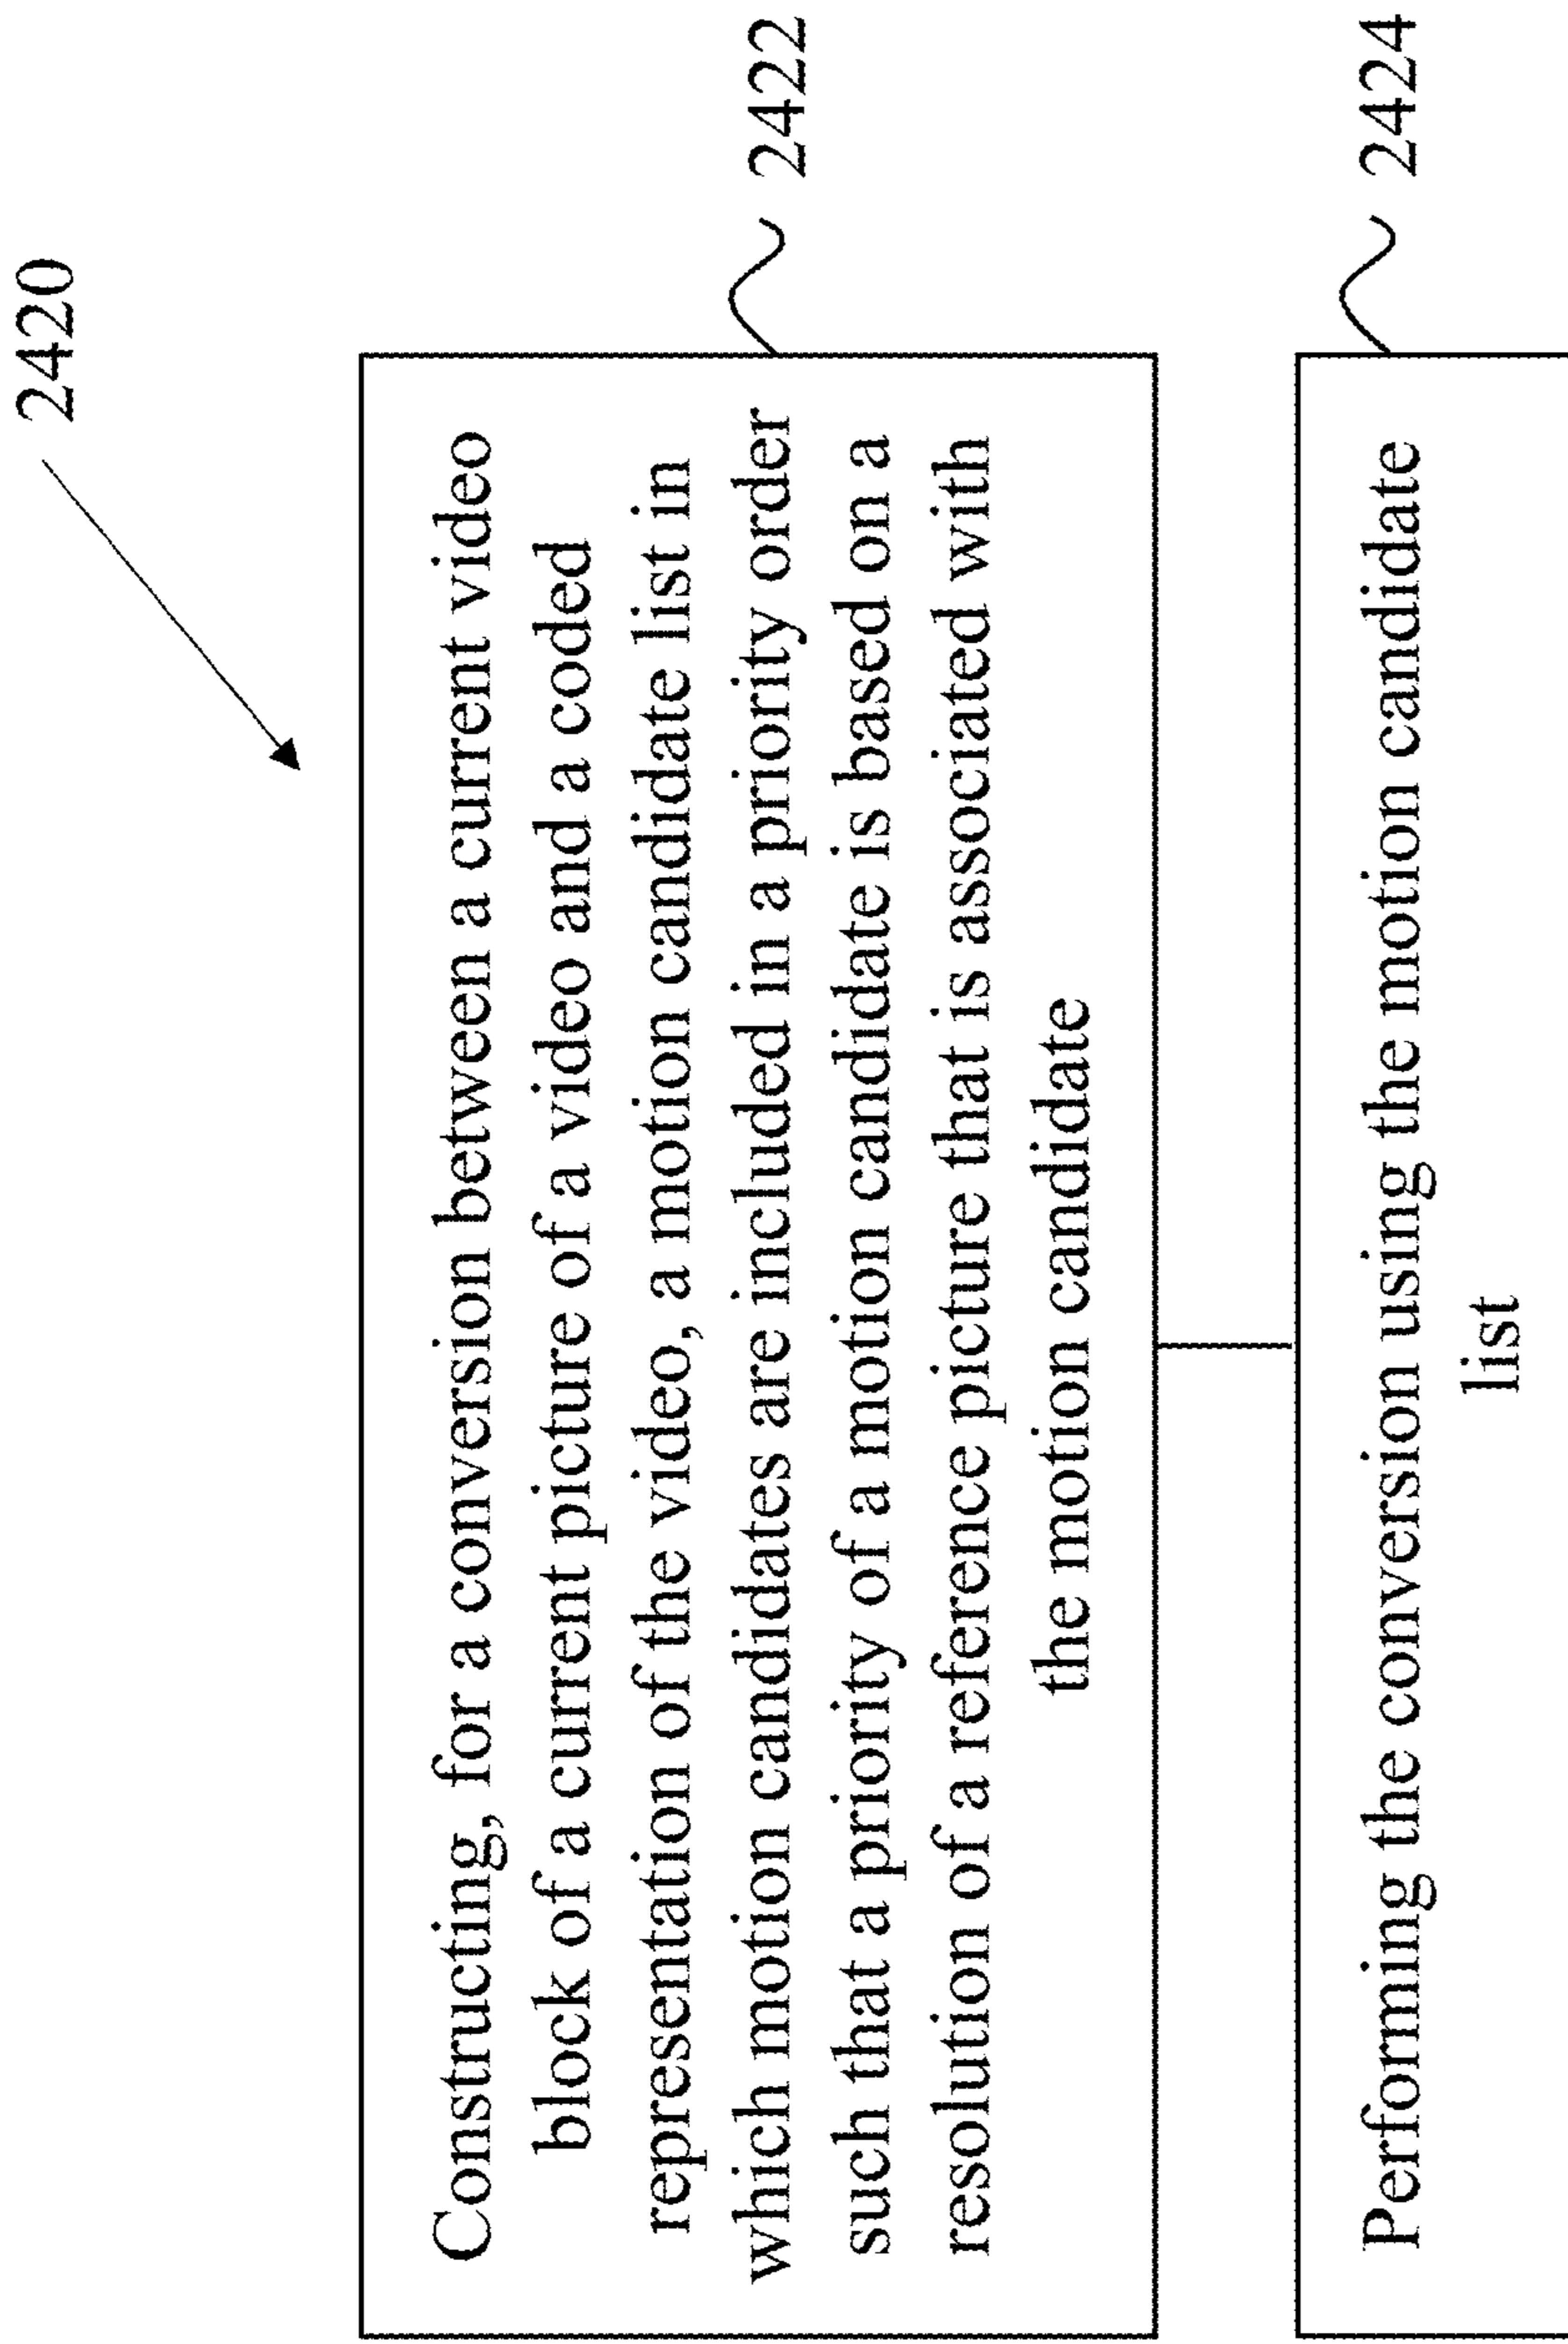 2420
Constructing, for a conversion between a current video
block of a current picture of a video and a coded
representation of the video, a motion candidate list in
which motion candidates are included in a priority order
such that a priority of a motion candidate is based on a
resolution of a reference picture that is associated with
the motion candidate
2422
Performing the conversion using the motion candidate
list
2424